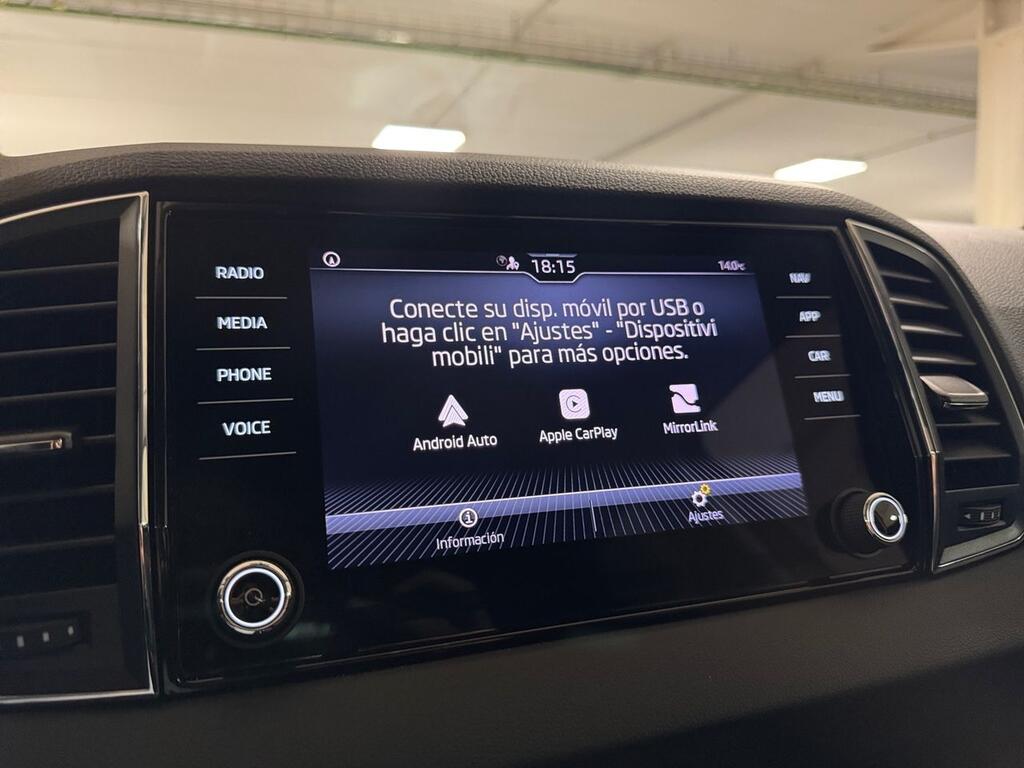 RADIO
MEDIA
PHONE
VOICE
18:15
14.0°C
Conecte su disp. móvil por USB o
haga clic en "Ajustes" - "Dispositivi
mobili" para más opciones.
Android Auto
Apple CarPlay
MirrorLink
Información
Ajustes
NAV
APP
CAR
MENU